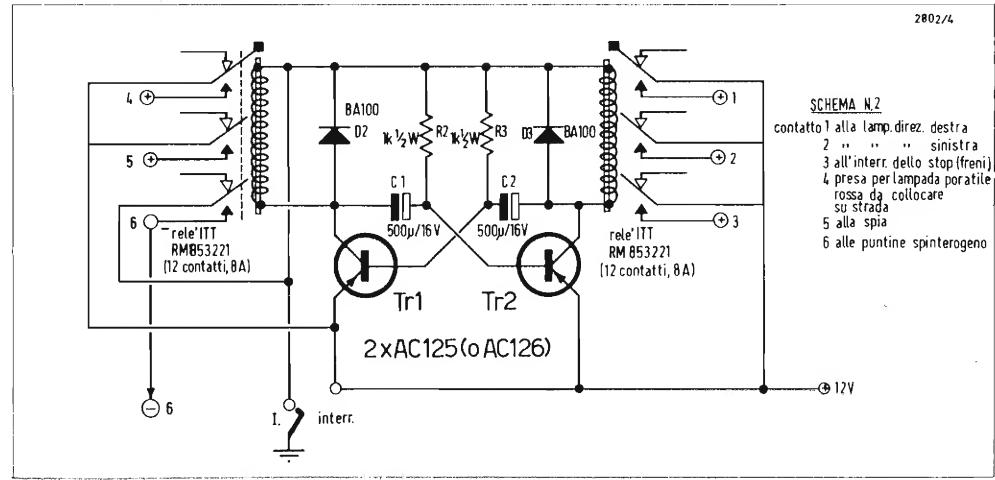 2802/4
SCHEMA N.2
contatto 1 alla lamp. direz. destra
2 " " " sinistra
3 all'interr. dello stop (freni)
4 presa per lampada poratile
rossa da collocare
su strada
5 alla spia
6 alle puntine spinterogeno
4 +
5 +
6 −
rele' ITT
RM 853221
(12 contatti, 8A)
BA100
D2
1k ½W
R2
1k ½W
R3
D3
BA100
C1
500µ/16V
C2
500µ/16V
+ 1
+ 2
+ 3
rele' ITT
RM 853221
(12 contatti, 8A)
Tr1
Tr2
2xAC125 (o AC126)
+ 12V
− 6
I.
interr.